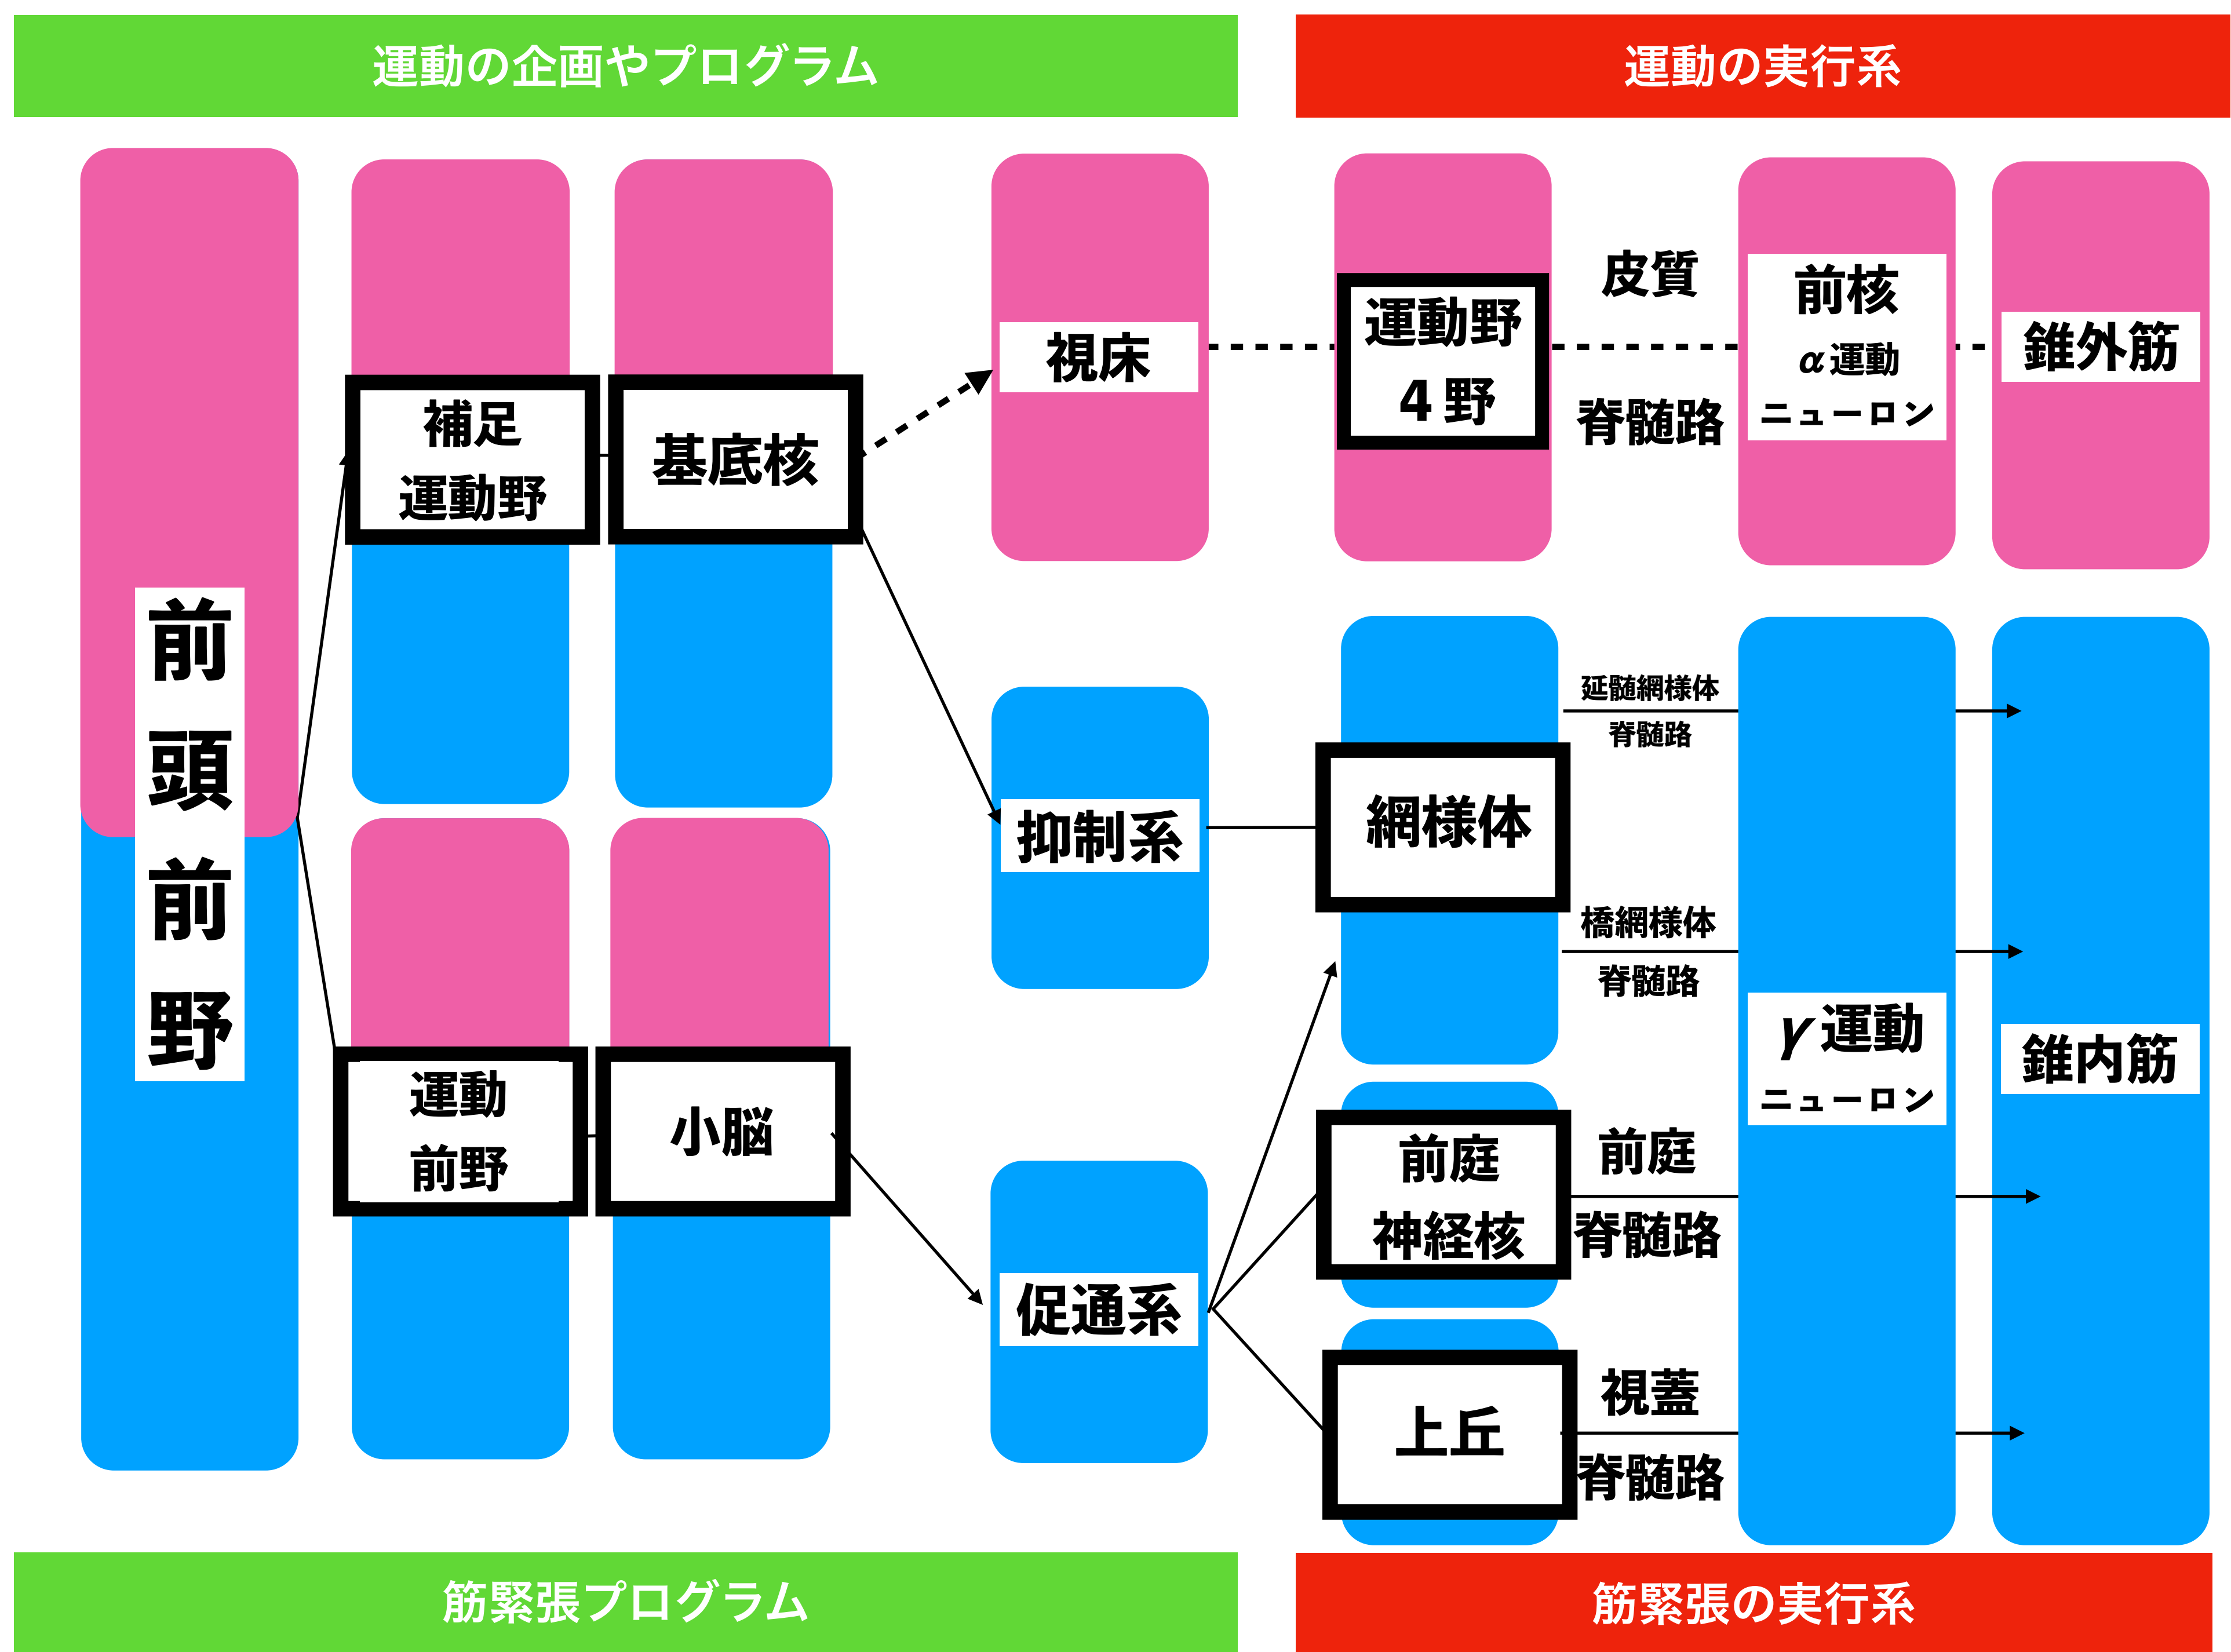 運動の企画やプログラム
運動の実行系
前頭前野
補足
運動野
基底核
視床
運動野
4野
皮質
脊髄路
前核
α運動
ニューロン
錐外筋
運動
前野
小脳
抑制系
促通系
網様体
延髄網様体
脊髄路
橋網様体
脊髄路
前庭
神経核
前庭
脊髄路
上丘
視蓋
脊髄路
γ運動
ニューロン
錐内筋
筋緊張プログラム
筋緊張の実行系